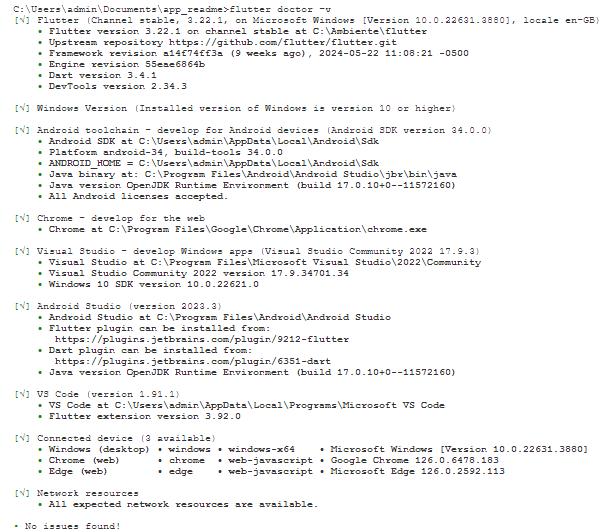 C:\Users\admin\Documents\app_readme>flutter doctor -v
[√] Flutter (Channel stable, 3.22.1, on Microsoft Windows [Version 10.0.22631.3880], locale en-GB)
• Flutter version 3.22.1 on channel stable at C:\Ambiente\flutter
• Upstream repository https://github.com/flutter/flutter.git
• Framework revision a14f74ff3a (9 weeks ago), 2024-05-22 11:08:21 -0500
• Engine revision 55eae6864b
• Dart version 3.4.1
• DevTools version 2.34.3

[√] Windows Version (Installed version of Windows is version 10 or higher)

[√] Android toolchain - develop for Android devices (Android SDK version 34.0.0)
• Android SDK at C:\Users\admin\AppData\Local\Android\Sdk
• Platform android-34, build-tools 34.0.0
• ANDROID_HOME = C:\Users\admin\AppData\Local\Android\Sdk
• Java binary at: C:\Program Files\Android\Android Studio\jbr\bin\java
• Java version OpenJDK Runtime Environment (build 17.0.10+0--11572160)
• All Android licenses accepted.

[√] Chrome - develop for the web
• Chrome at C:\Program Files\Google\Chrome\Application\chrome.exe

[√] Visual Studio - develop Windows apps (Visual Studio Community 2022 17.9.3)
• Visual Studio at C:\Program Files\Microsoft Visual Studio\2022\Community
• Visual Studio Community 2022 version 17.9.34701.34
• Windows 10 SDK version 10.0.22621.0

[√] Android Studio (version 2023.3)
• Android Studio at C:\Program Files\Android\Android Studio
• Flutter plugin can be installed from:
https://plugins.jetbrains.com/plugin/9212-flutter
• Dart plugin can be installed from:
https://plugins.jetbrains.com/plugin/6351-dart
• Java version OpenJDK Runtime Environment (build 17.0.10+0--11572160)

[√] VS Code (version 1.91.1)
• VS Code at C:\Users\admin\AppData\Local\Programs\Microsoft VS Code
• Flutter extension version 3.92.0

[√] Connected device (3 available)
• Windows (desktop) • windows • windows-x64 • Microsoft Windows [Version 10.0.22631.3880]
• Chrome (web) • chrome • web-javascript • Google Chrome 126.0.6478.183
• Edge (web) • edge • web-javascript • Microsoft Edge 126.0.2592.113

[√] Network resources
• All expected network resources are available.

• No issues found!